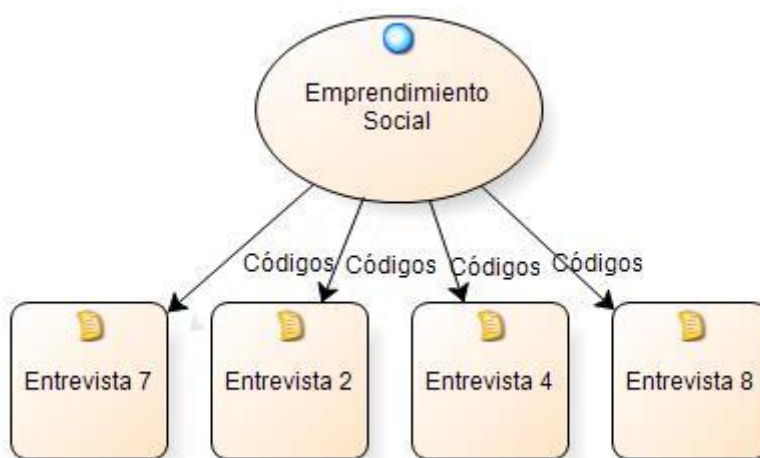 Emprendimiento
Social
Códigos
Códigos
Códigos
Códigos
Entrevista 7
Entrevista 2
Entrevista 4
Entrevista 8